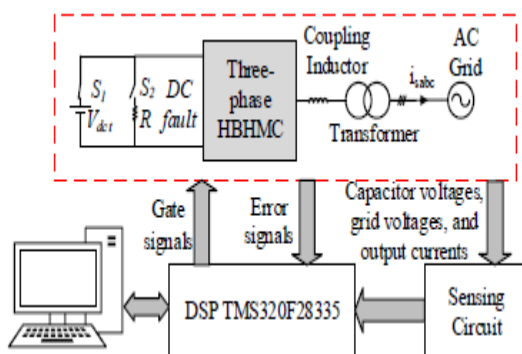 Coupling
Inductor
AC
Grid
S1
S2
DC
fault
Vdct
R
Three-
phase
HBHMC
isabc
Transformer
Gate
signals
Error
signals
Capacitor voltages,
grid voltages, and
output currents
DSP TMS320F28335
Sensing
Circuit